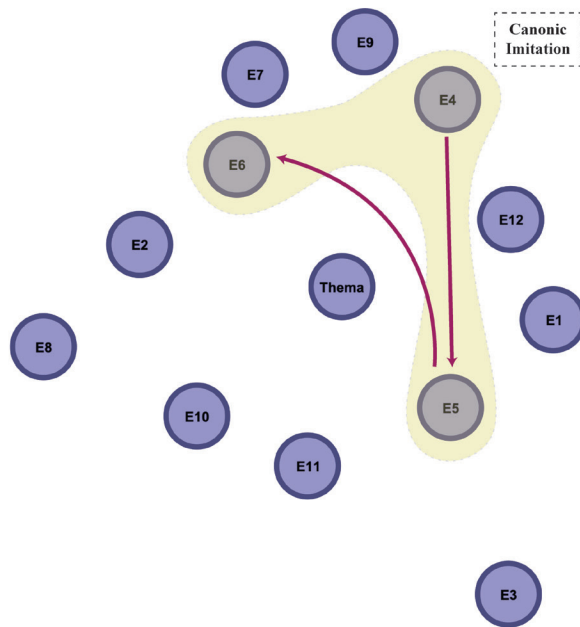 Canonic
Imitation
E9
E7
E4
E6
E12
E2
Thema
E1
E8
E5
E10
E11
E3